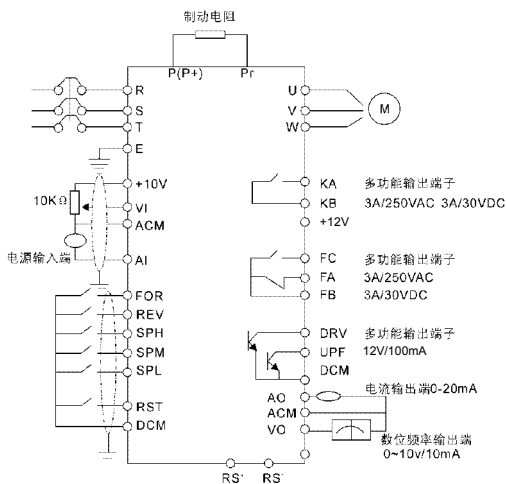 制动电阻
P(P+) Pr
R
S
T
E
+10V
10KΩ
VI
ACM
电源输入端
AI
FOR
REV
SPH
SPM
SPL
RST
DCM
U
V
W
M
KA 多功能输出端子
KB 3A/250VAC 3A/30VDC
+12V
FC 多功能输出端子
FA 3A/250VAC
FB 3A/30VDC
DRV 多功能输出端子
UPF 12V/100mA
DCM
电流输出端0-20mA
AO
ACM
VO
数位频率输出端
0~10v/10mA
RS+ RS-